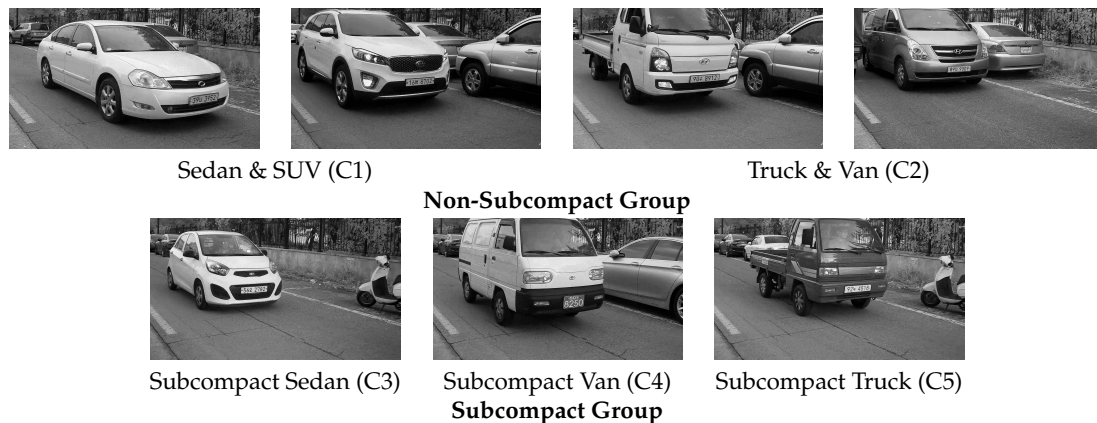 Sedan & SUV (C1)
Truck & Van (C2)
Non-Subcompact Group
Subcompact Sedan (C3)
Subcompact Van (C4)
Subcompact Truck (C5)
Subcompact Group